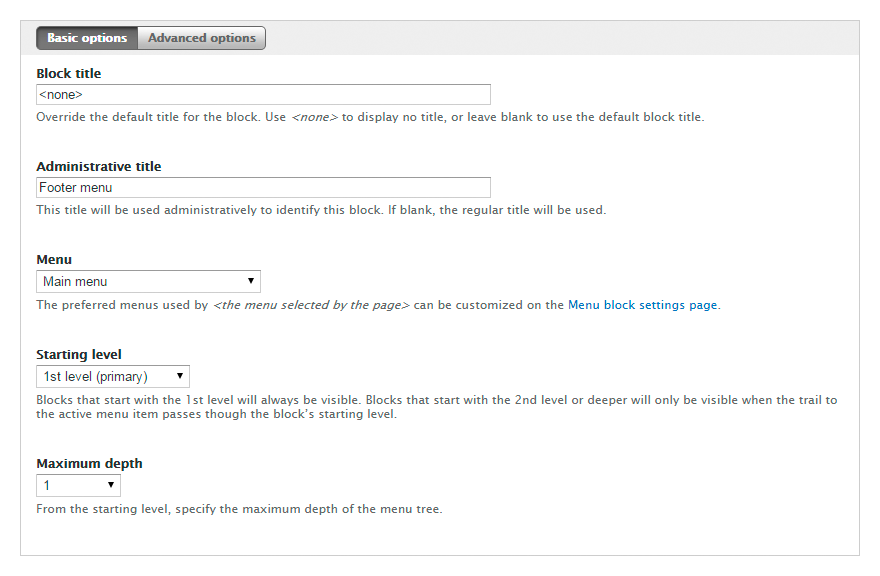 Basic options Advanced options
Block title
<none>
Override the default title for the block. Use <none> to display no title, or leave blank to use the default block title.
Administrative title
Footer menu
This title will be used administratively to identify this block. If blank, the regular title will be used.
Menu
Main menu
The preferred menus used by <the menu selected by the page> can be customized on the Menu block settings page.
Starting level
1st level (primary)
Blocks that start with the 1st level will always be visible. Blocks that start with the 2nd level or deeper will only be visible when the trail to
the active menu item passes though the block's starting level.
Maximum depth
1
From the starting level, specify the maximum depth of the menu tree.